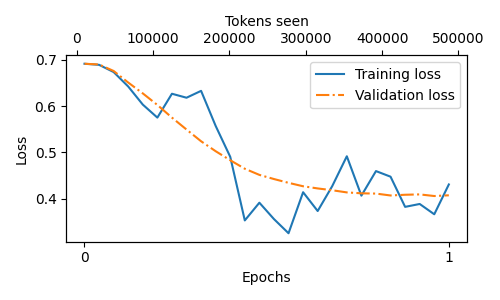 Tokens seen
0 100000 200000 300000 400000 500000
0.7
0.6
0.5
0.4
Loss
Training loss
Validation loss
0 1
Epochs